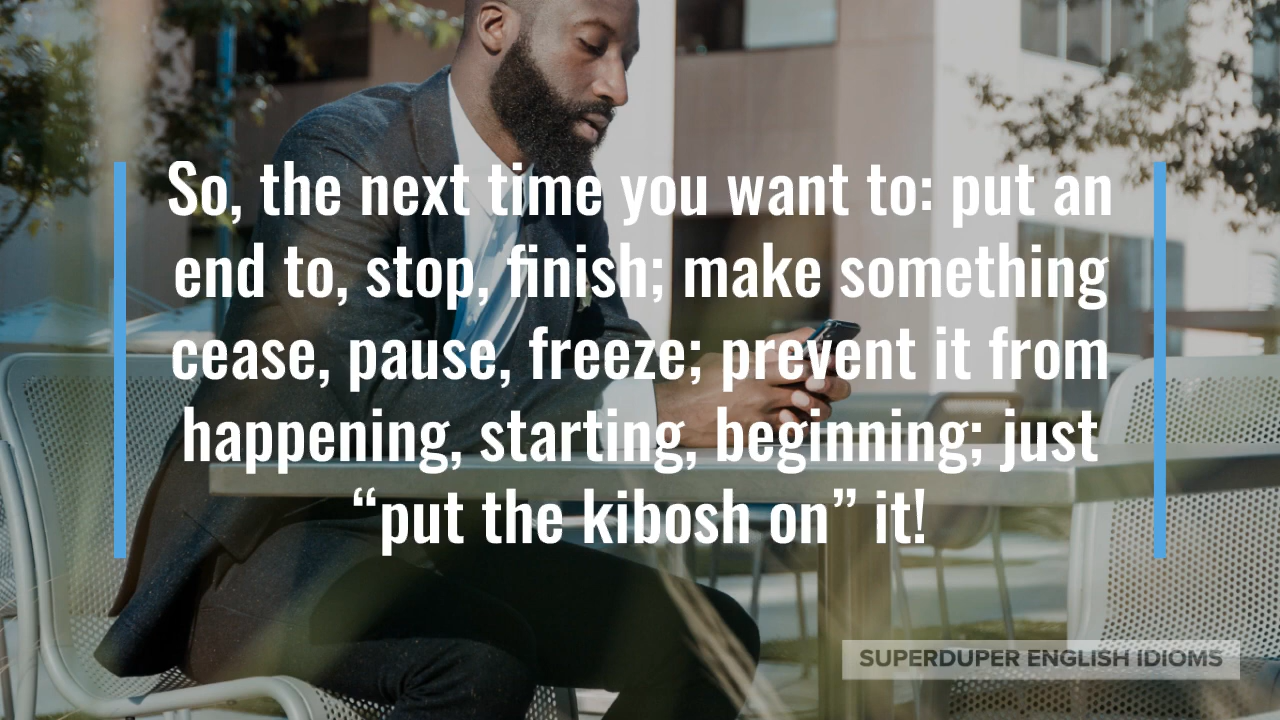 So, the next time you want to: put an
end to, stop, finish; make something
cease, pause, freeze; prevent it from
happening, starting, beginning; just
“put the kibosh on” it!
SUPERDUPER ENGLISH IDIOMS